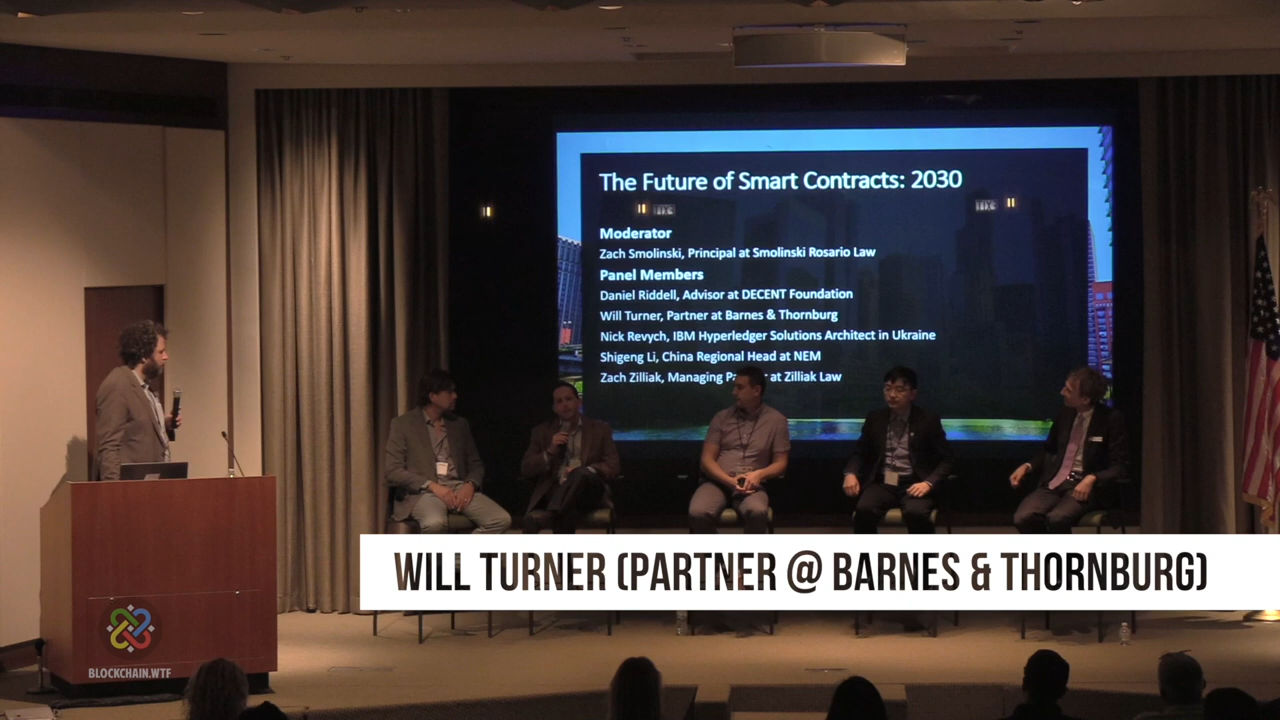 The Future of Smart Contracts: 2030
Moderator
Zach Smolinski, Principal at Smolinski Rosario Law
Panel Members
Daniel Riddell, Advisor at DECENT Foundation
Will Turner, Partner at Barnes & Thornburg
Nick Revych, IBM Hyperledger Solutions Architect in Ukraine
Shigeng Li, China Regional Head at NEM
Zach Zilliak, Managing at Zilliak Law
WILL TURNER (PARTNER @ BARNES & THORNBURG)
BLOCKCHAIN.WTF